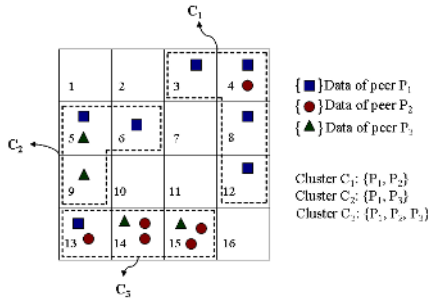 C₁
1 2 3 4
{■}Data of peer P₁
{●}Data of peer P₂
{▲}Data of peer P₃
5 6 7 8
C₂
Cluster C₁: {P₁, P₂}
Cluster C₂: {P₁, P₃}
Cluster C₃: {P₁, P₂, P₃}
9 10 11 12
13 14 15 16
C₃